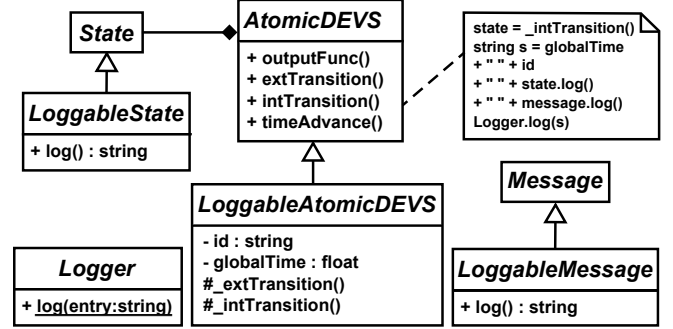 State
AtomicDEVS
+ outputFunc()
+ extTransition()
+ intTransition()
+ timeAdvance()
state = _intTransition()
string s = globalTime
+ " " + id
+ " " + state.log()
+ " " + message.log()
Logger.log(s)
LoggableState
+ log() : string
LoggableAtomicDEVS
- id : string
- globalTime : float
#_extTransition()
#_intTransition()
Message
Logger
+ log(entry:string)
LoggableMessage
+ log() : string